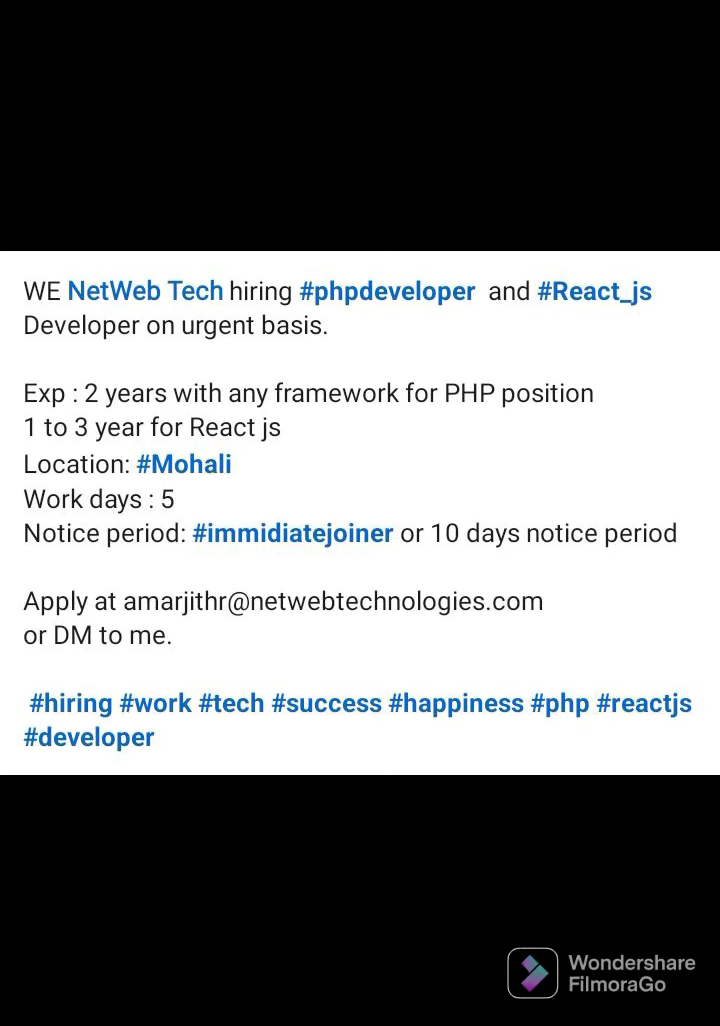 WE NetWeb Tech hiring #phpdeveloper and #React_js
Developer on urgent basis.
Exp : 2 years with any framework for PHP position
1 to 3 year for React js
Location: #Mohali
Work days : 5
Notice period: #immidiatejoiner or 10 days notice period
Apply at amarjithr@netwebtechnologies.com
or DM to me.
#hiring #work #tech #success #happiness #php #reactjs
#developer
Wondershare
FilmoraGo